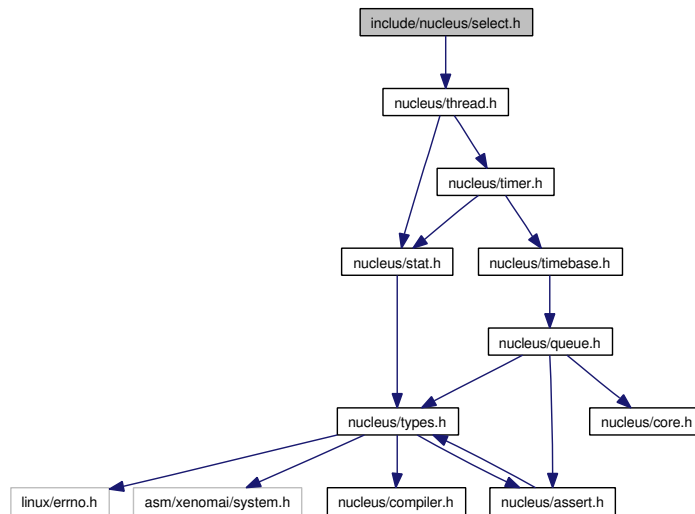 include/nucleus/select.h
nucleus/thread.h
nucleus/timer.h
nucleus/stat.h
nucleus/timebase.h
nucleus/queue.h
nucleus/types.h
nucleus/core.h
linux/errno.h
asm/xenomai/system.h
nucleus/compiler.h
nucleus/assert.h